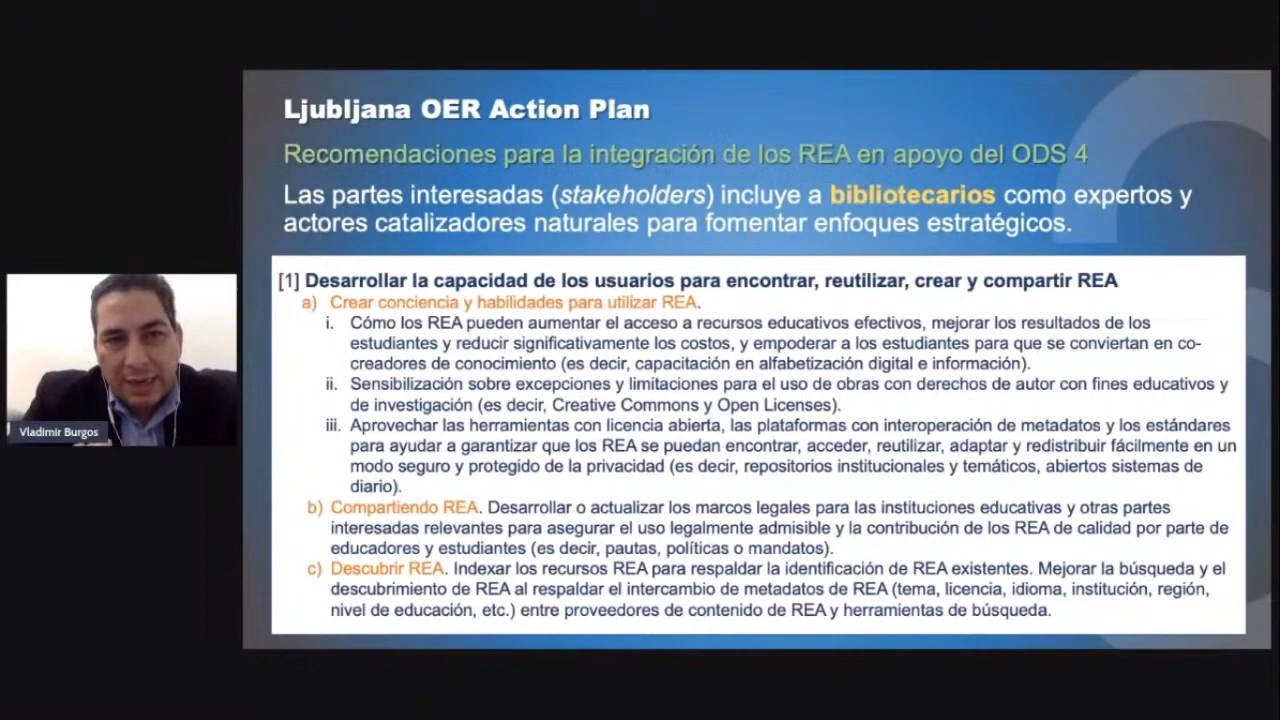 Ljubljana OER Action Plan
Recomendaciones para la integración de los REA en apoyo del ODS 4
Las partes interesadas (stakeholders) incluye a bibliotecarios como expertos y
actores catalizadores naturales para fomentar enfoques estratégicos.
[1] Desarrollar la capacidad de los usuarios para encontrar, reutilizar, crear y compartir REA
a) Crear conciencia y habilidades para utilizar REA.
i. Cómo los REA pueden aumentar el acceso a recursos educativos efectivos, mejorar los resultados de los
estudiantes y reducir significativamente los costos, y empoderar a los estudiantes para que se conviertan en co-
creadores de conocimiento (es decir, capacitación en alfabetización digital e información).
ii. Sensibilización sobre excepciones y limitaciones para el uso de obras con derechos de autor con fines educativos y
de investigación (es decir, Creative Commons y Open Licenses).
iii. Aprovechar las herramientas con licencia abierta, las plataformas con interoperación de metadatos y los estándares
para ayudar a garantizar que los REA se puedan encontrar, acceder, reutilizar, adaptar y redistribuir fácilmente en un
modo seguro y protegido de la privacidad (es decir, repositorios institucionales y temáticos, abiertos sistemas de
diario).
b) Compartiendo REA. Desarrollar o actualizar los marcos legales para las instituciones educativas y otras partes
interesadas relevantes para asegurar el uso legalmente admisible y la contribución de los REA de calidad por parte de
educadores y estudiantes (es decir, pautas, políticas o mandatos).
c) Descubrir REA. Indexar los recursos REA para respaldar la identificación de REA existentes. Mejorar la búsqueda y el
descubrimiento de REA al respaldar el intercambio de metadatos de REA (tema, licencia, idioma, institución, región,
nivel de educación, etc.) entre proveedores de contenido de REA y herramientas de búsqueda.
Vladimir Burgos